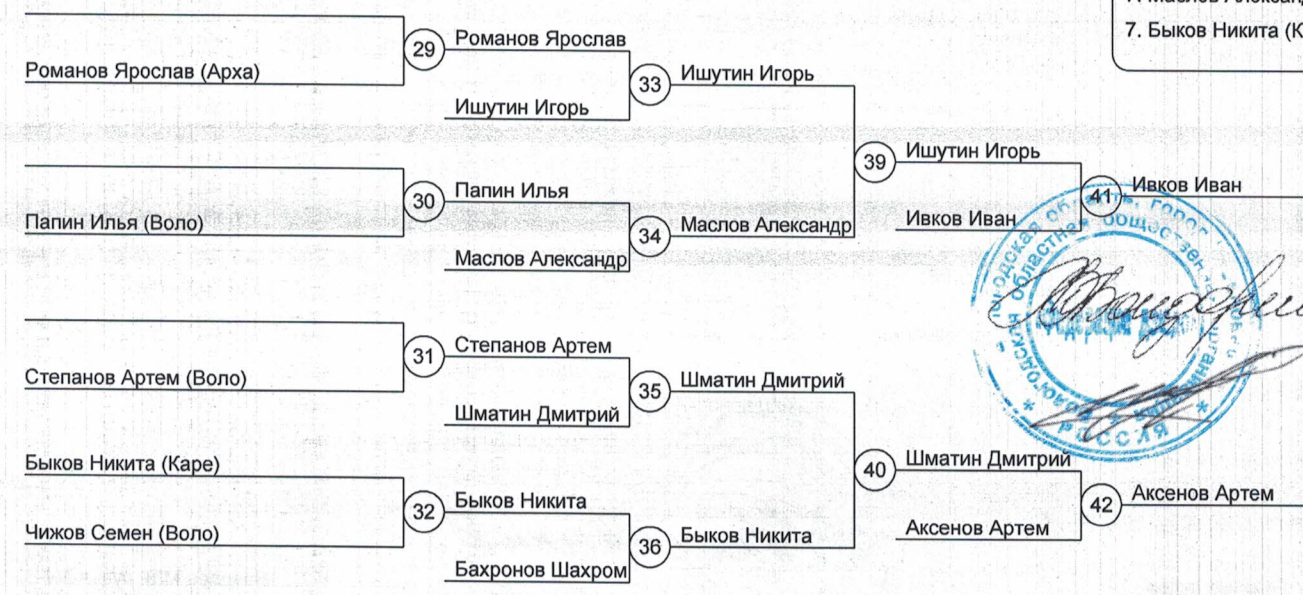 7. Быков Никита (К
29
Романов Ярослав
Романов Ярослав (Арха)
33
Ишутин Игорь
Ишутин Игорь
39
Ишутин Игорь
30
Папин Илья
41
Ивков Иван
Папин Илья (Воло)
34
Маслов Александр
Ивков Иван
Маслов Александр
31
Степанов Артем
Степанов Артем (Воло)
35
Шматин Дмитрий
Шматин Дмитрий
Быков Никита (Каре)
40
Шматин Дмитрий
32
Быков Никита
42
Аксенов Артем
Чижов Семен (Воло)
36
Быков Никита
Аксенов Артем
Бахронов Шахром
РОССИЯ